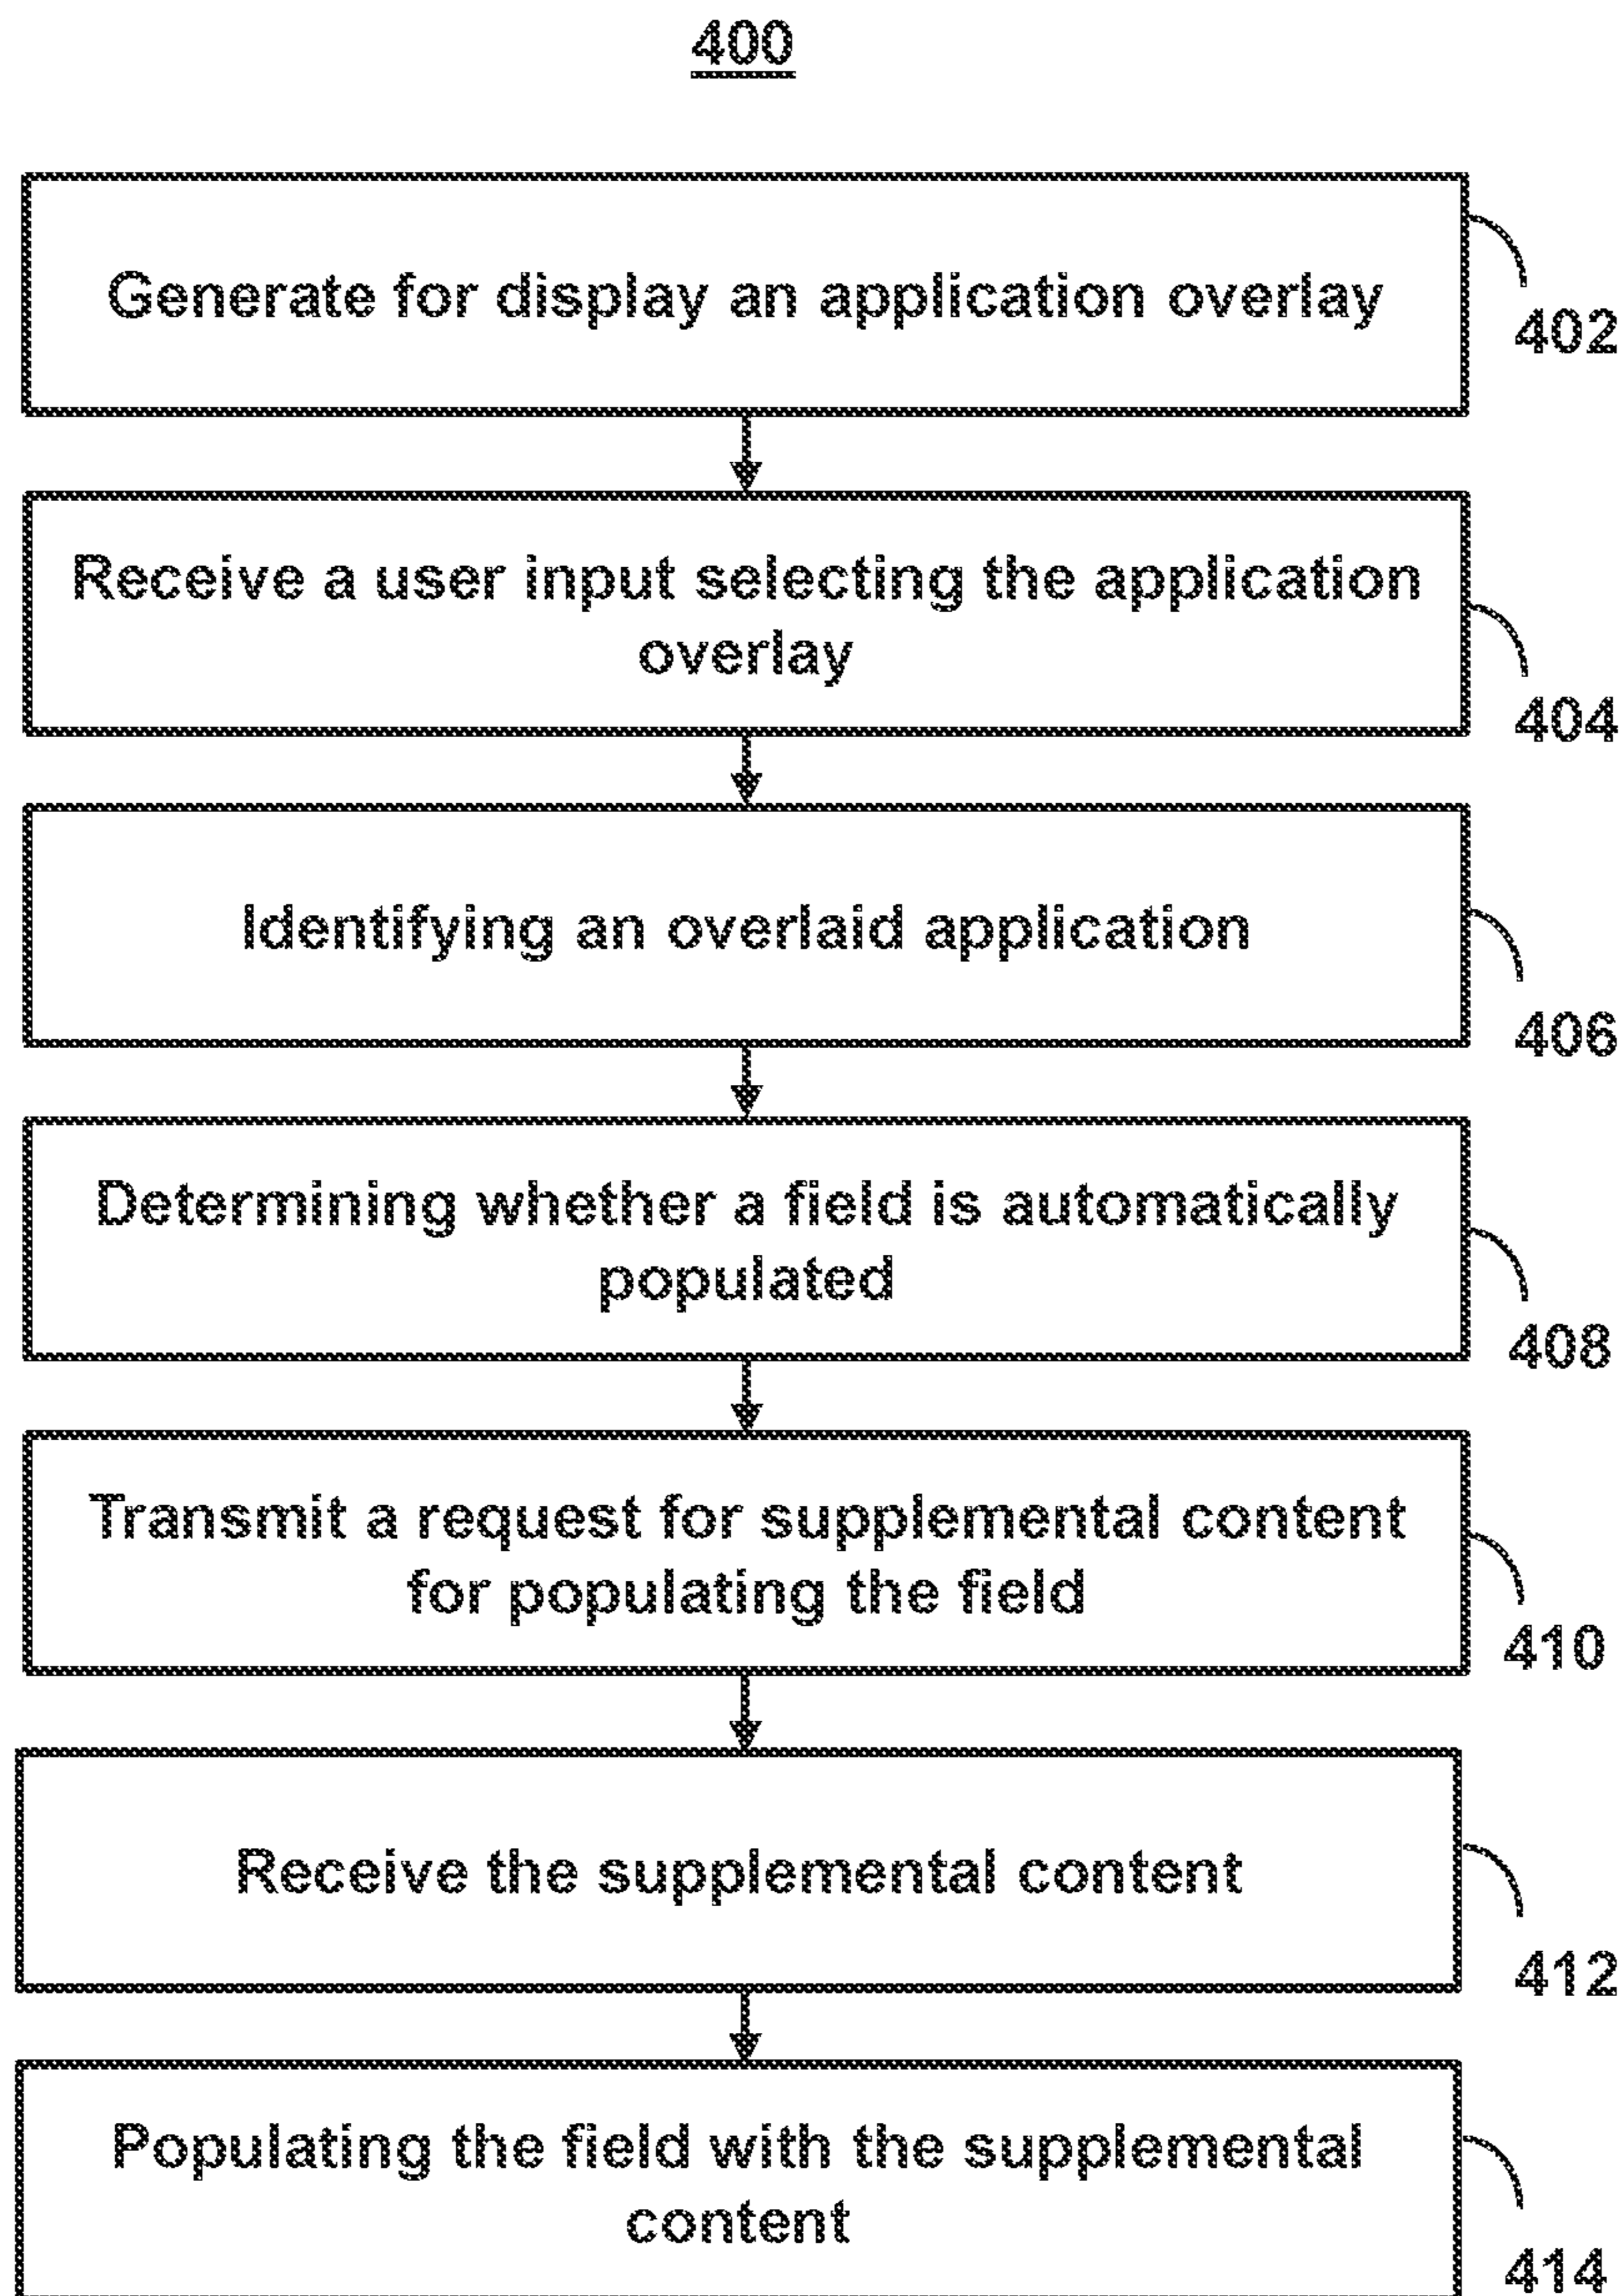 400
Generate for display an application overlay
402
Receive a user input selecting the application
overlay
404
Identifying an overlaid application
406
Determining whether a field is automatically
populated
408
Transmit a request for supplemental content
for populating the field
410
Receive the supplemental content
412
Populating the field with the supplemental
content
414